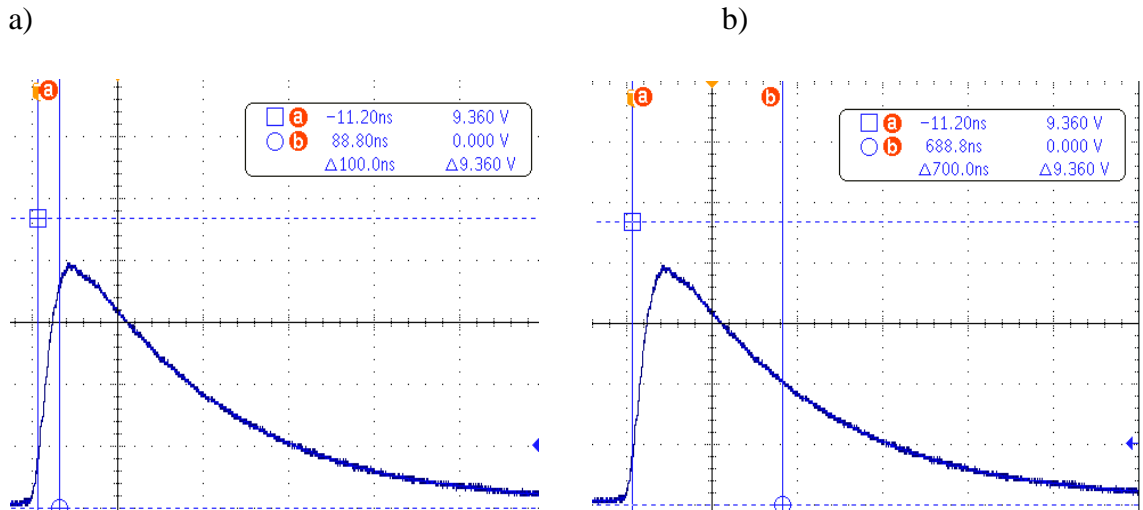 a)
b)
a
a −11.20ns 9.360 V
b 88.80ns 0.000 V
Δ100.0ns Δ9.360 V
a
b
a −11.20ns 9.360 V
b 688.8ns 0.000 V
Δ700.0ns Δ9.360 V